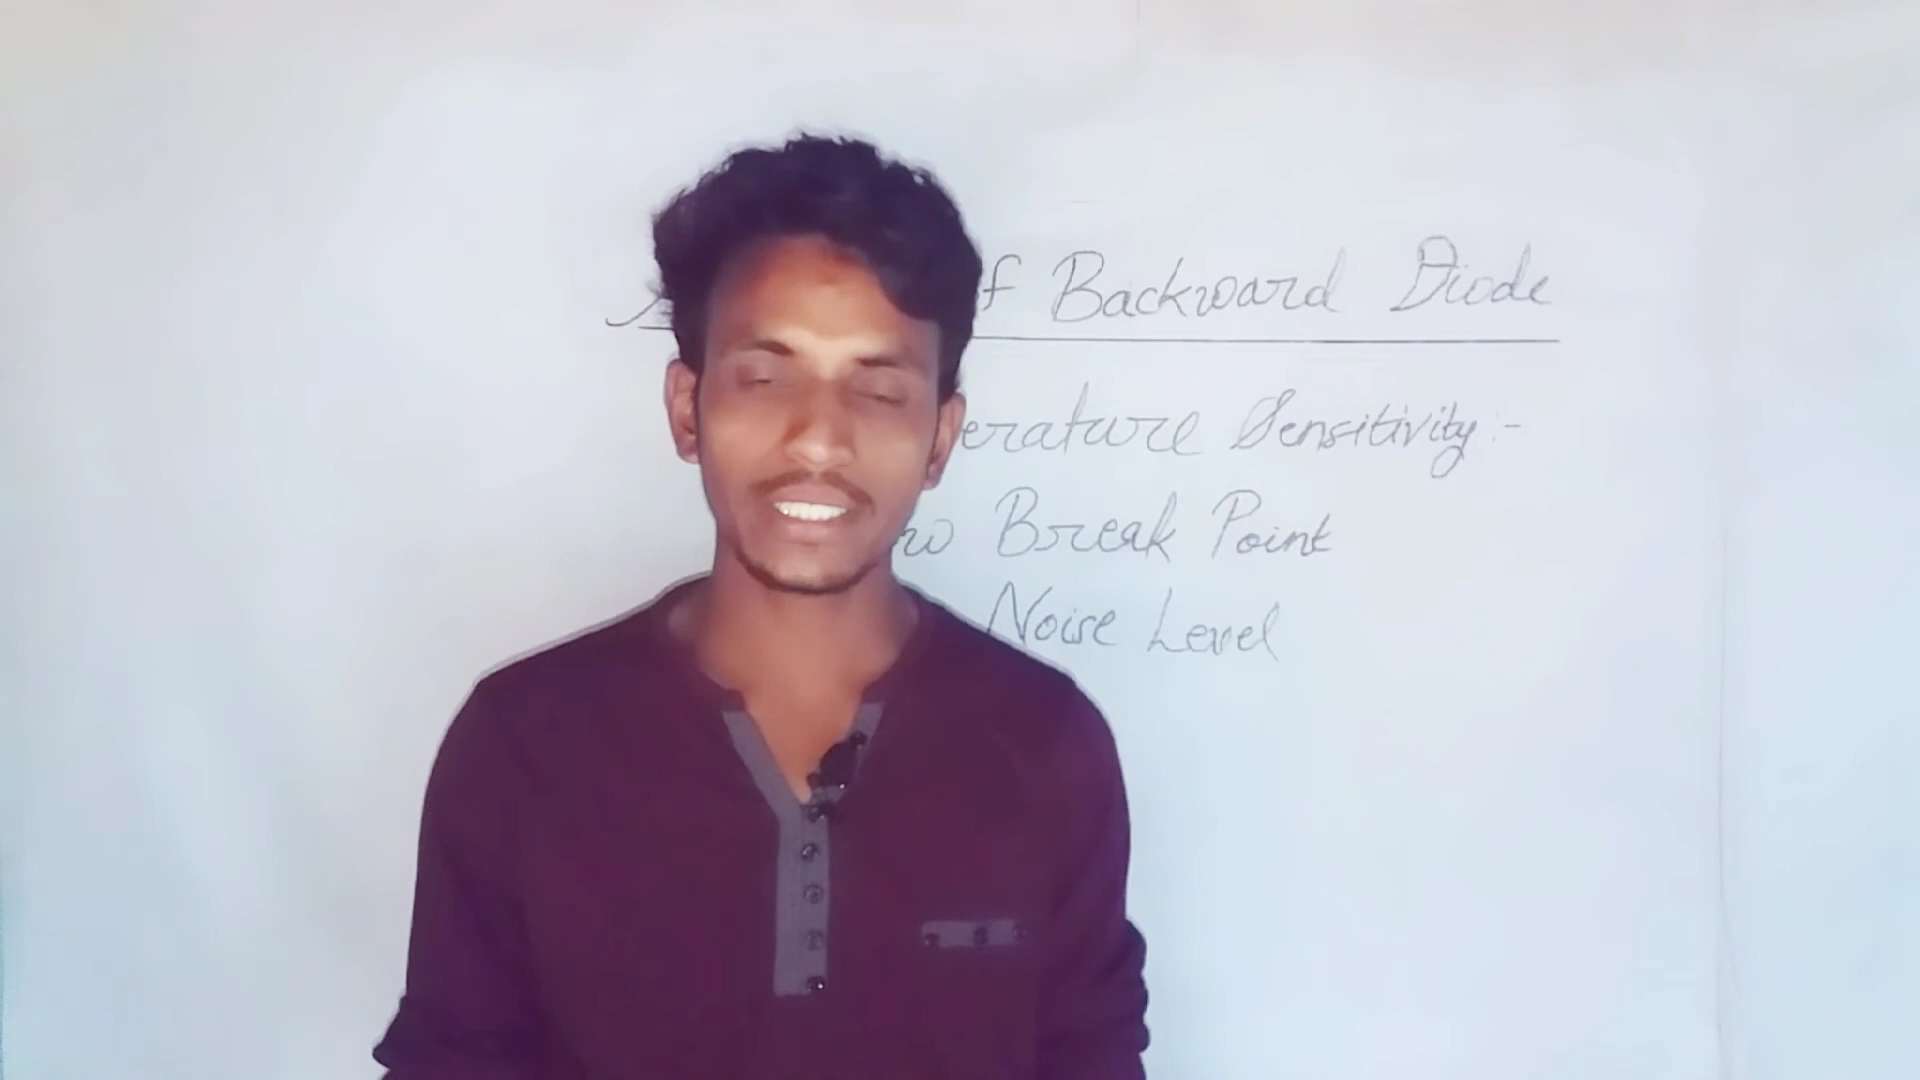 f Backward Diode
erature Sensitivity:-
w Break Point
Noise Level